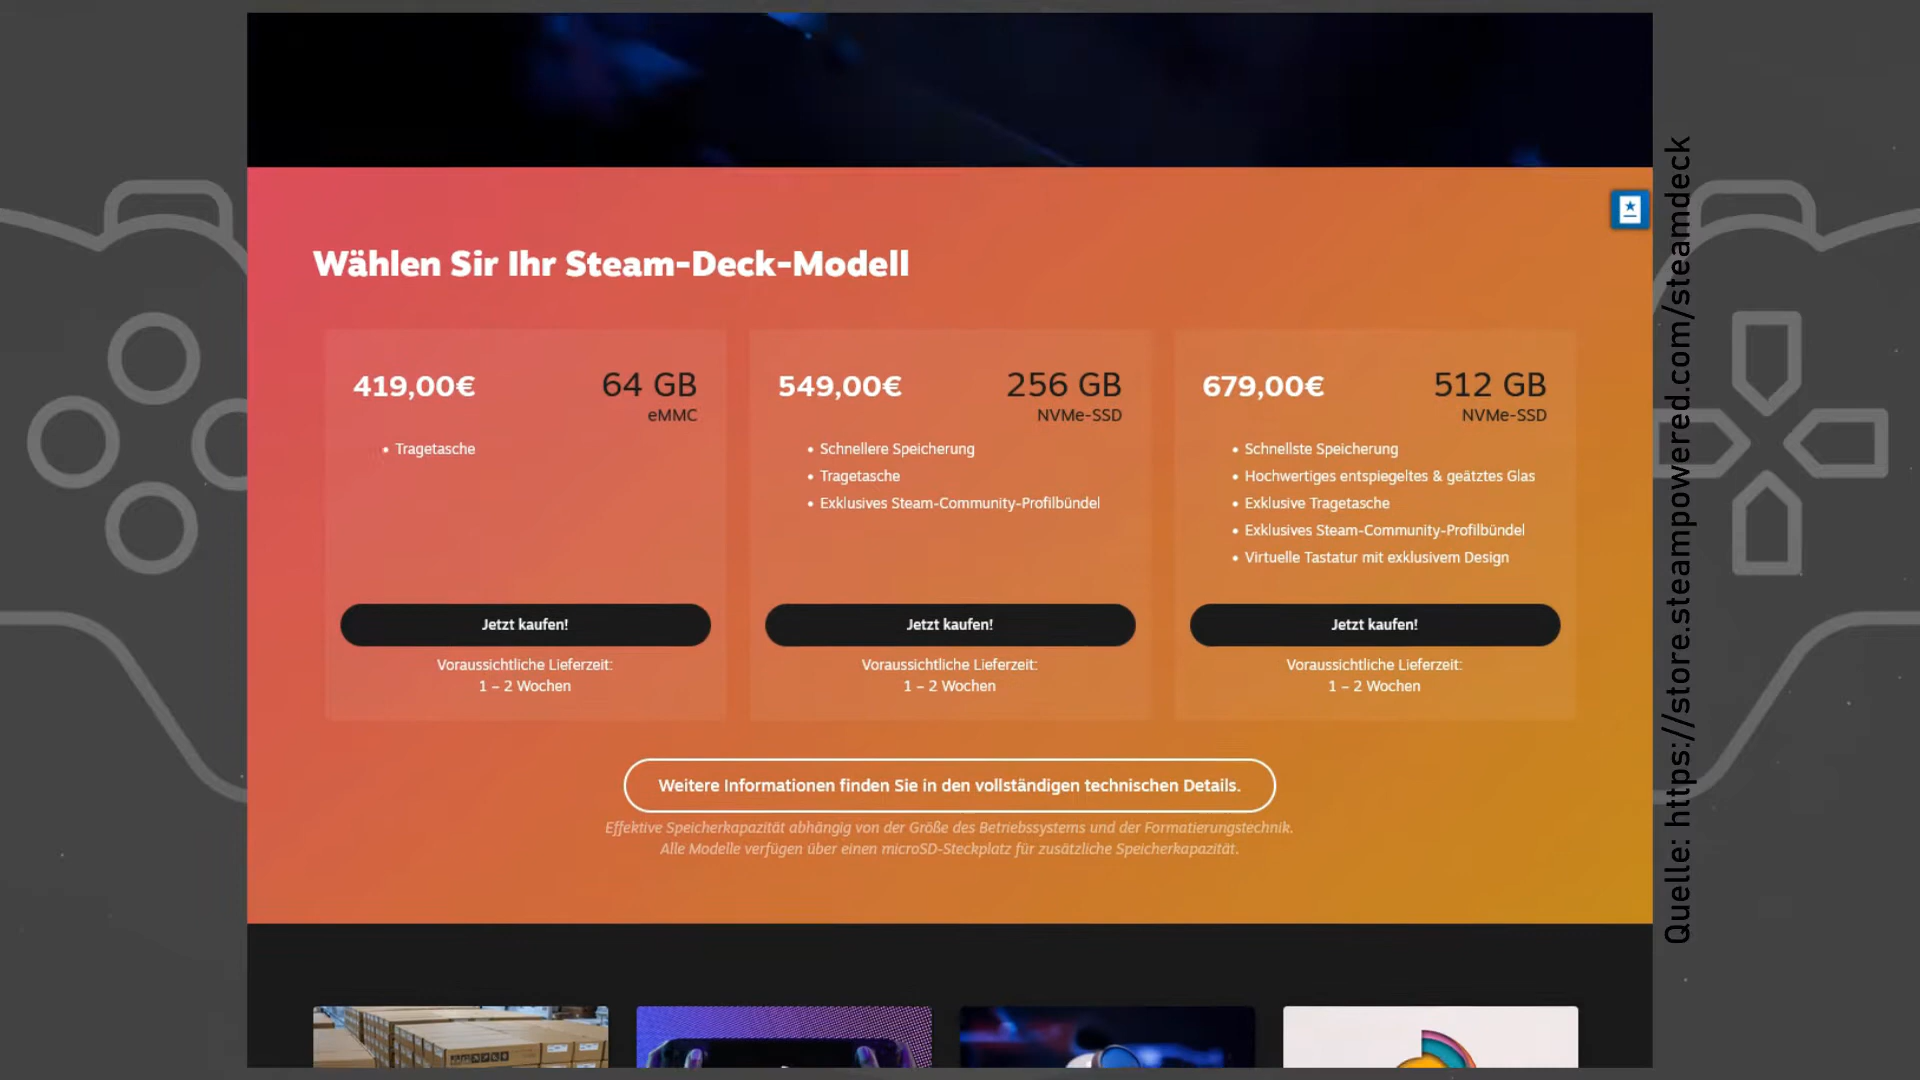 Wählen Sir Ihr Steam-Deck-Modell
419,00€
64 GB
eMMC
• Tragetasche
Jetzt kaufen!
Voraussichtliche Lieferzeit:
1 – 2 Wochen
549,00€
256 GB
NVMe-SSD
• Schnellere Speicherung
• Tragetasche
• Exklusives Steam-Community-Profilbündel
Jetzt kaufen!
Voraussichtliche Lieferzeit:
1 – 2 Wochen
679,00€
512 GB
NVMe-SSD
• Schnellste Speicherung
• Hochwertiges entspiegeltes & geätztes Glas
• Exklusive Tragetasche
• Exklusives Steam-Community-Profilbündel
• Virtuelle Tastatur mit exklusivem Design
Jetzt kaufen!
Voraussichtliche Lieferzeit:
1 – 2 Wochen
Weitere Informationen finden Sie in den vollständigen technischen Details.
Effektive Speicherkapazität abhängig von der Größe des Betriebssystems und der Formatierungstechnik.
Alle Modelle verfügen über einen microSD-Steckplatz für zusätzliche Speicherkapazität.
Quelle: https://store.steampowered.com/steamdeck